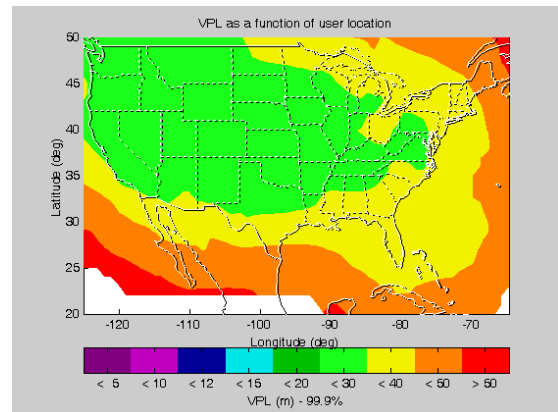 VPL as a function of user location
50
45
40
35
30
25
20
Latitude (deg)
-120 -110 -100 -90 -80 -70
Longitude (deg)
< 5 < 10 < 12 < 15 < 20 < 30 < 40 < 50 > 50
VPL (m) - 99.9%